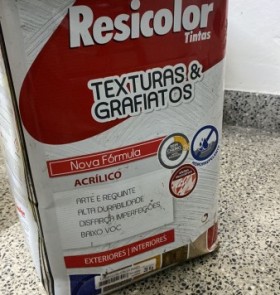 Resicolor
Tintas
TEXTURAS &
GRAFIATOS
Nova Fórmula
ACRÍLICO
ARTE E REQUINTE
ALTA DURABILIDADE
DISFARÇA IMPERFEIÇÕES
BAIXO VOC
EXTERIORES | INTERIORES